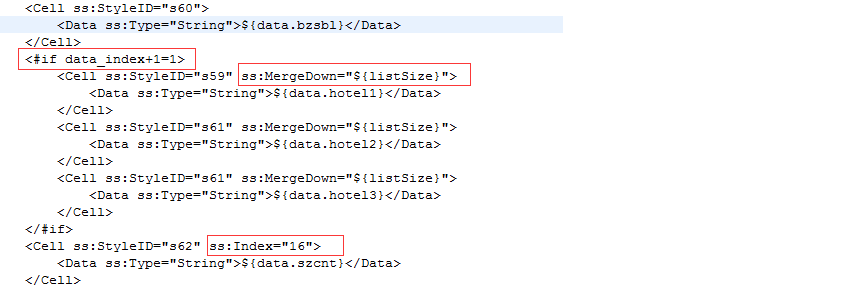 <Cell ss:StyleID="s60">
<Data ss:Type="String">${data.bzsbl}</Data>
</Cell>
<#if data_index+1=1>
<Cell ss:StyleID="s59" ss:MergeDown="${listSize}">
<Data ss:Type="String">${data.hotel1}</Data>
</Cell>
<Cell ss:StyleID="s61" ss:MergeDown="${listSize}">
<Data ss:Type="String">${data.hotel2}</Data>
</Cell>
<Cell ss:StyleID="s61" ss:MergeDown="${listSize}">
<Data ss:Type="String">${data.hotel3}</Data>
</Cell>
</#if>
<Cell ss:StyleID="s62" ss:Index="16">
<Data ss:Type="String">${data.szcnt}</Data>
</Cell>